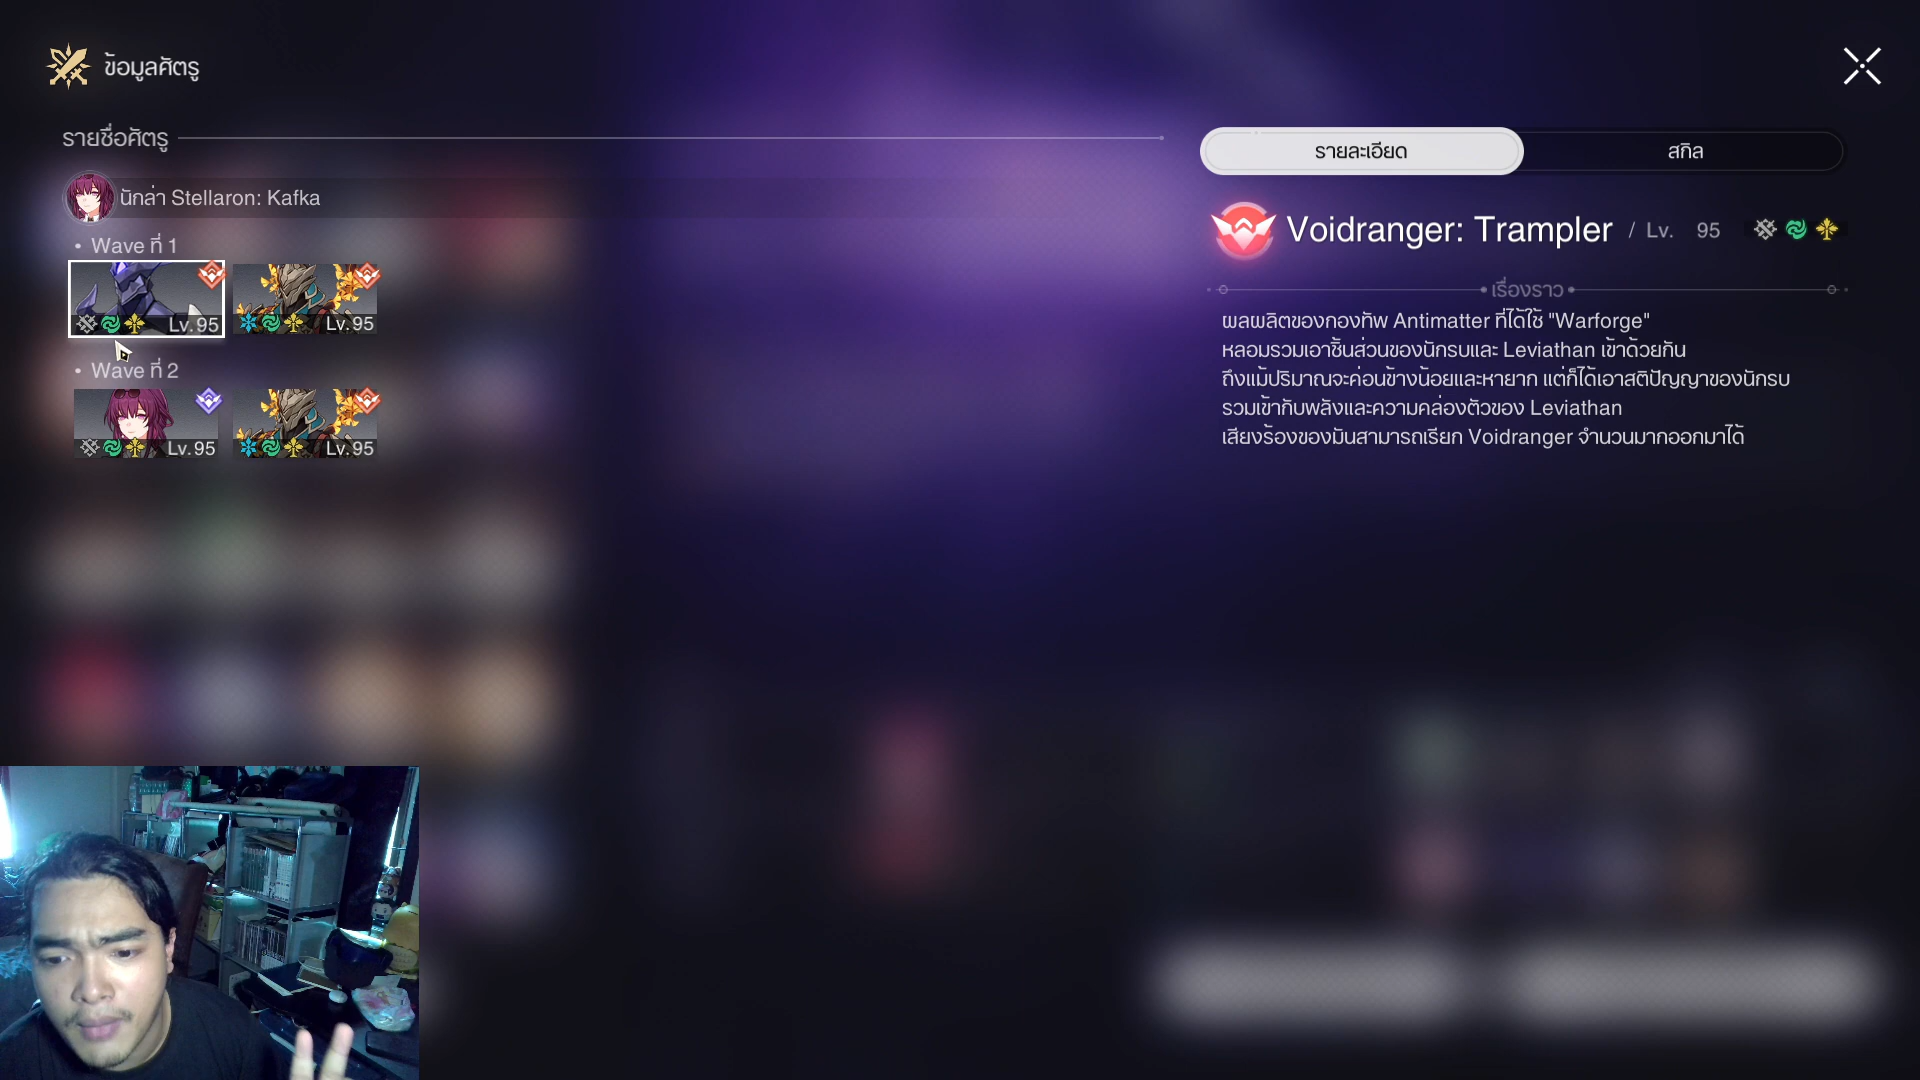 ข้อมูลศัตรู
รายชื่อศัตรู
นักล่า Stellaron: Kafka
• Wave ที่ 1
Lv.95
Lv.95
• Wave ที่ 2
Lv.95
Lv.95
รายละเอียด
สกิล
Voidranger: Trampler / Lv. 95
เรื่องราว
ผลผลิตของกองทัพ Antimatter ที่ได้ใช้ "Warforge"
หลอมรวมเอาชิ้นส่วนของนักรบและ Leviathan เข้าด้วยกัน
ถึงแม้ปริมาณจะค่อนข้างน้อยและหายาก แต่ก็ได้เอาสติปัญญาของนักรบ
รวมเข้ากับพลังและความคล่องตัวของ Leviathan
เสียงร้องของมันสามารถเรียก Voidranger จำนวนมากออกมาได้